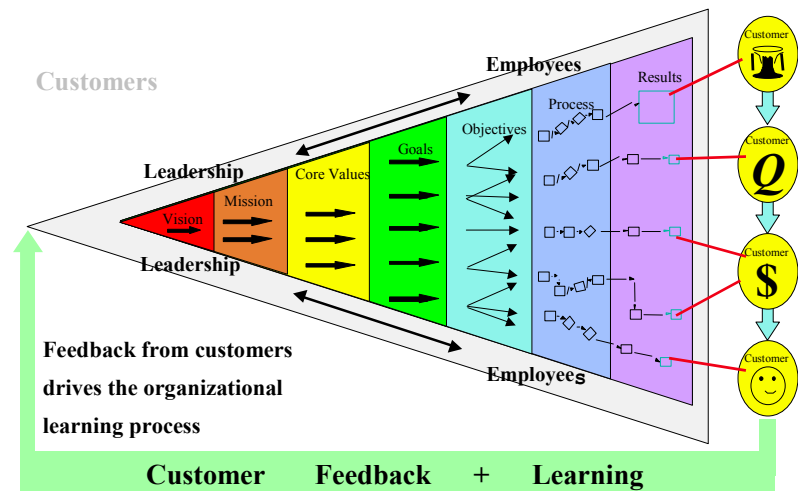 Customers
Employees
Leadership
Vision
Mission
Core Values
Goals
Objectives
Process
Results
Leadership
Employees
Customer
Customer
Q
Customer
$
Customer
Feedback from customers
drives the organizational
learning process
Customer Feedback + Learning